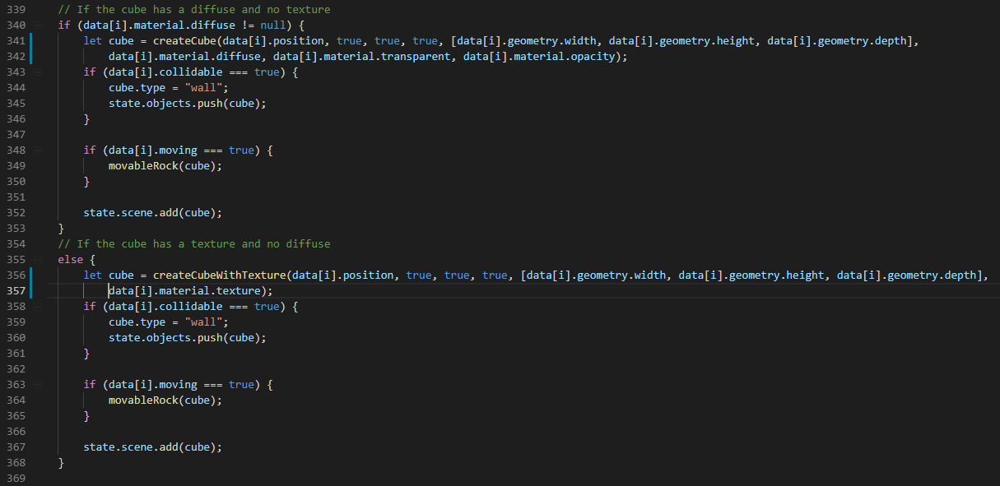 339 // If the cube has a diffuse and no texture
340 if (data[i].material.diffuse != null) {
341 let cube = createCube(data[i].position, true, true, true, [data[i].geometry.width, data[i].geometry.height, data[i].geometry.depth],
342 data[i].material.diffuse, data[i].material.transparent, data[i].material.opacity);
343 if (data[i].collidable === true) {
344 cube.type = "wall";
345 state.objects.push(cube);
346 }
347
348 if (data[i].moving === true) {
349 movableRock(cube);
350 }
351
352 state.scene.add(cube);
353 }
354 // If the cube has a texture and no diffuse
355 else {
356 let cube = createCubeWithTexture(data[i].position, true, true, true, [data[i].geometry.width, data[i].geometry.height, data[i].geometry.depth],
357 data[i].material.texture);
358 if (data[i].collidable === true) {
359 cube.type = "wall";
360 state.objects.push(cube);
361 }
362
363 if (data[i].moving === true) {
364 movableRock(cube);
365 }
366
367 state.scene.add(cube);
368 }
369